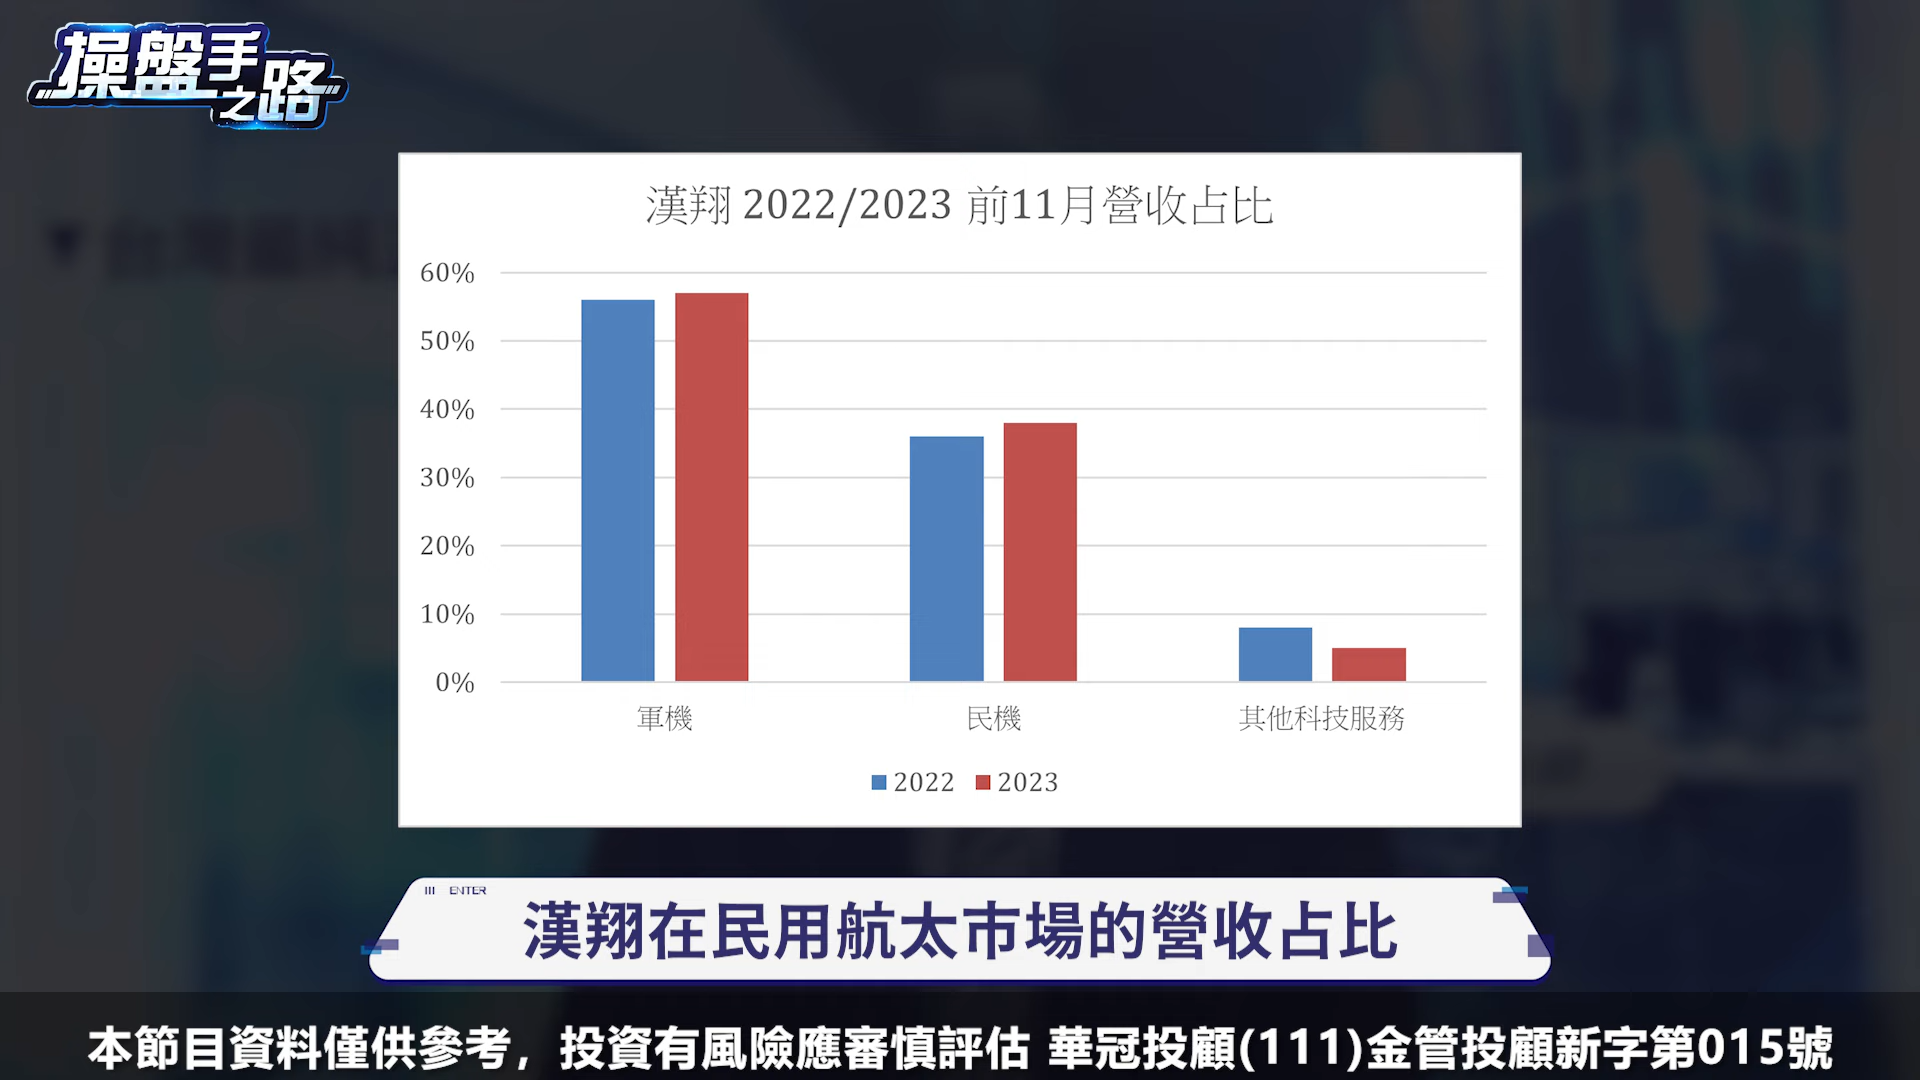 操盤手之路
漢翔 2022/2023 前11月營收占比
60%
50%
40%
30%
20%
10%
0%
軍機 民機 其他科技服務
2022 2023
III ENTER
漢翔在民用航太市場的營收占比
本節目資料僅供參考，投資有風險應審慎評估 華冠投顧(111)金管投顧新字第015號